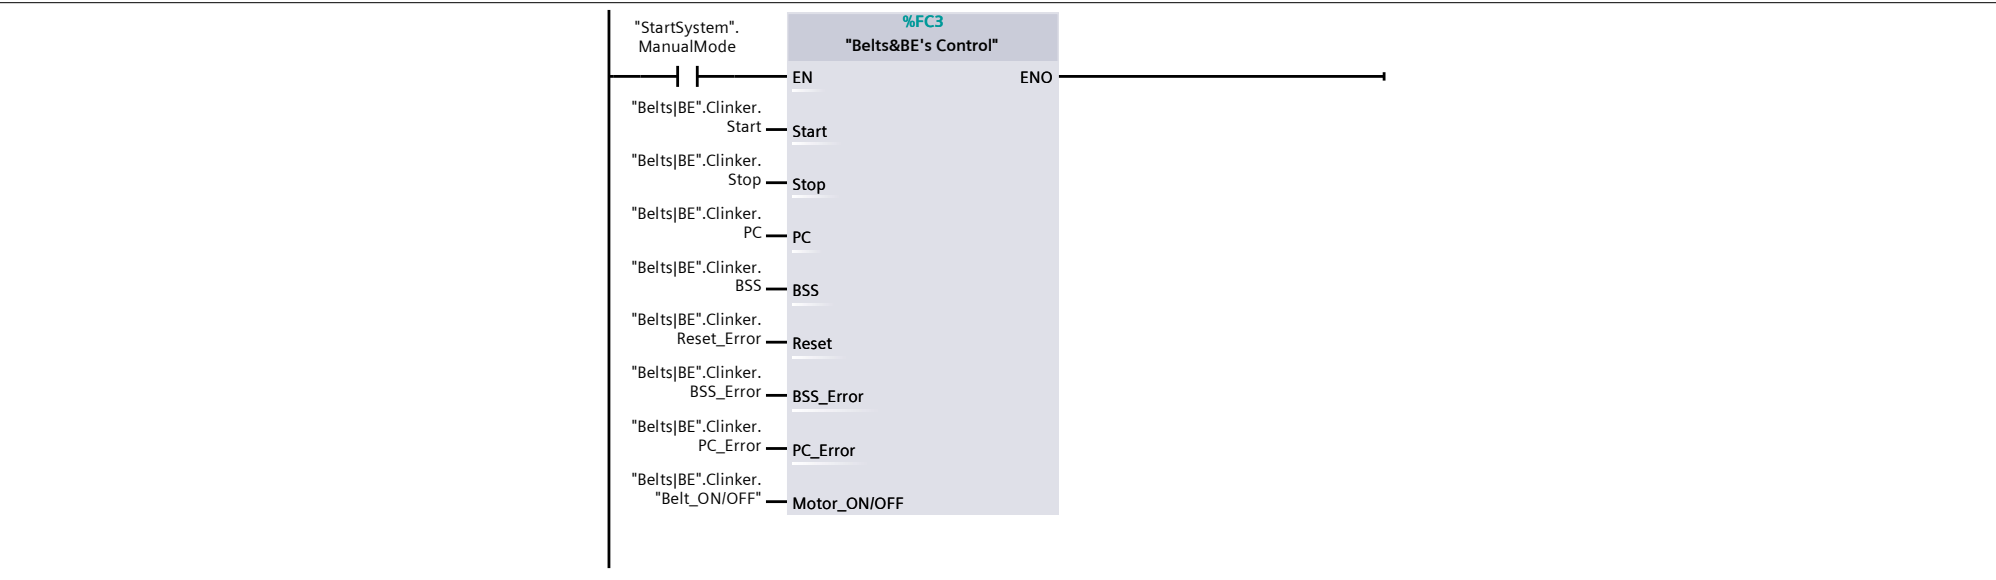 "StartSystem".
ManualMode
%FC3
"Belts&BE's Control"
EN
ENO
"Belts|BE".Clinker.
Start
Start
"Belts|BE".Clinker.
Stop
Stop
"Belts|BE".Clinker.
PC
PC
"Belts|BE".Clinker.
BSS
BSS
"Belts|BE".Clinker.
Reset_Error
Reset
"Belts|BE".Clinker.
BSS_Error
BSS_Error
"Belts|BE".Clinker.
PC_Error
PC_Error
"Belts|BE".Clinker.
"Belt_ON/OFF"
Motor_ON/OFF